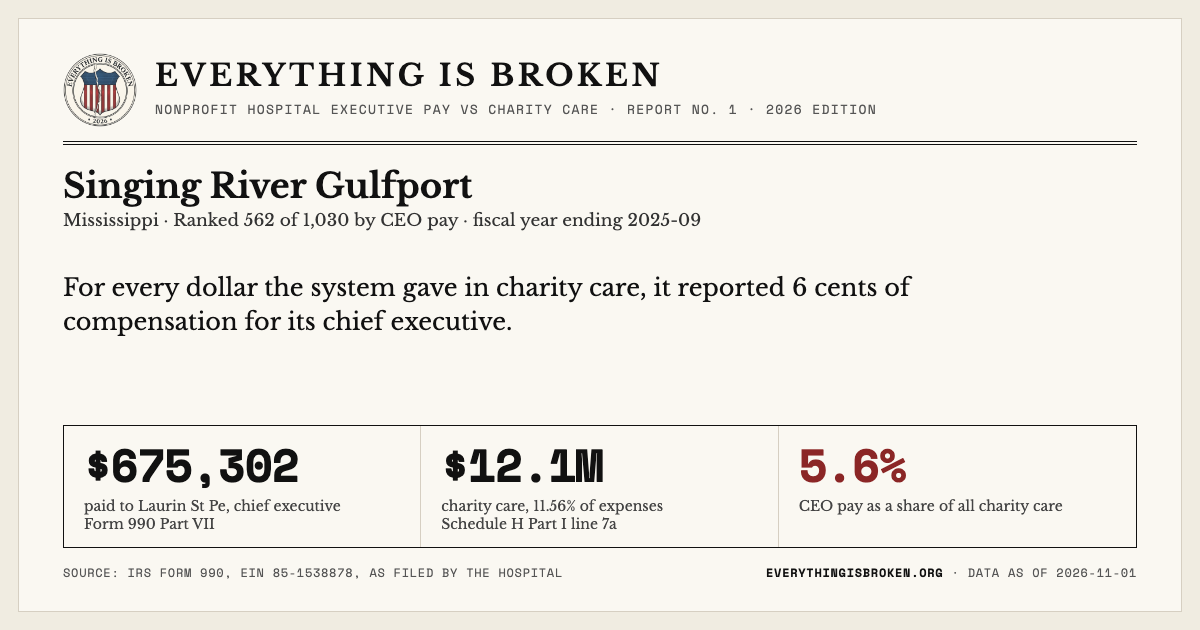 EVERYTHING IS BROKEN
2026
EVERYTHING IS BROKEN
NONPROFIT HOSPITAL EXECUTIVE PAY VS CHARITY CARE · REPORT NO. 1 · 2026 EDITION
Singing River Gulfport
Mississippi · Ranked 562 of 1,030 by CEO pay · fiscal year ending 2025-09
For every dollar the system gave in charity care, it reported 6 cents of
compensation for its chief executive.
$675,302
paid to Laurin St Pe, chief executive
Form 990 Part VII
$12.1M
charity care, 11.56% of expenses
Schedule H Part I line 7a
5.6%
CEO pay as a share of all charity care
SOURCE: IRS FORM 990, EIN 85-1538878, AS FILED BY THE HOSPITAL
EVERYTHINGISBROKEN.ORG · DATA AS OF 2026-11-01